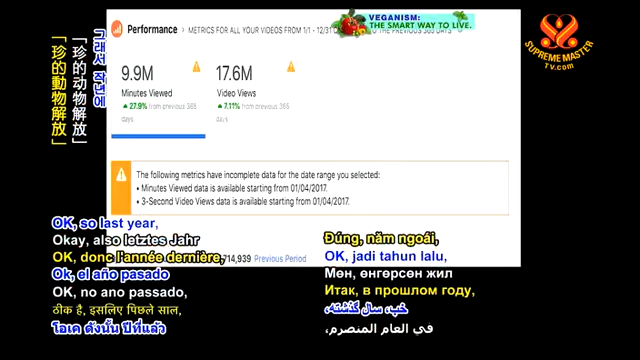 VEGANISM:
THE SMART WAY TO LIVE.
Performance
METRICS FOR ALL YOUR VIDEOS FROM 1/1 - 12/31
TO THE PREVIOUS 365 DAYS
SUPREME MASTER
Tv.com
9.9M
Minutes Viewed
27.9% from previous 365
days
17.6M
Video Views
7.11% from previous 365
days
The following metrics have incomplete data for the date range you selected:
• Minutes Viewed data is available starting from 01/04/2017.
• 3-Second Video Views data is available starting from 01/04/2017.
714,939 Previous Period
그래서 작년에
「珍的动物解放」
「珍的動物解放」
OK, so last year,
Okay, also letztes Jahr
OK, donc l'année dernière,
Ok, el año pasado
OK, no ano passado,
ठीक है, इसलिए पिछले साल,
โอเค ดังนั้น ปีที่แล้ว
Đúng, năm ngoái,
OK, jadi tahun lalu,
Мөн, өнгөрсөн жил
Итак, в прошлом году,
خب، سال گذشته،
في العام المنصرم،